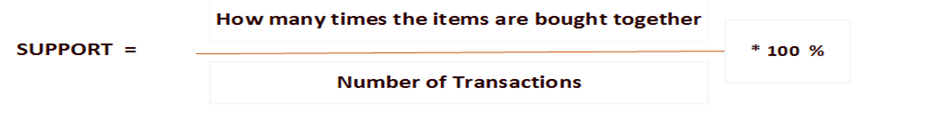 How many times the items are bought together
SUPPORT =
* 100 %
Number of Transactions